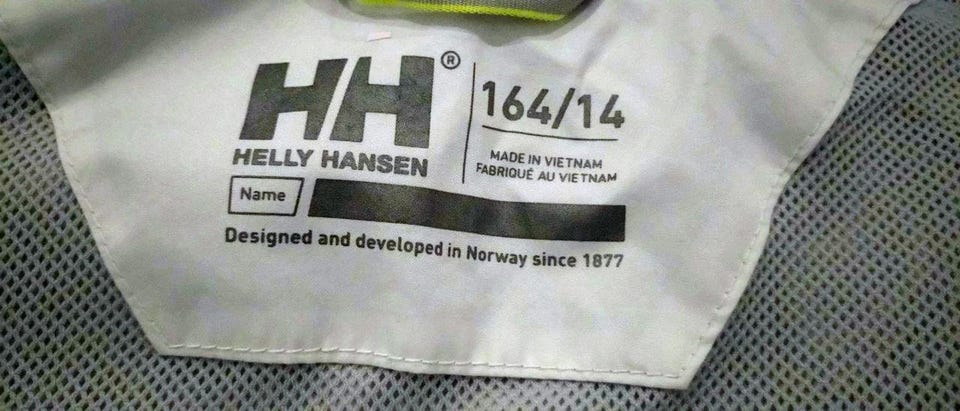 HH®
HELLY HANSEN
164/14
MADE IN VIETNAM
FABRIQUÉ AU VIETNAM
Name
Designed and developed in Norway since 1877